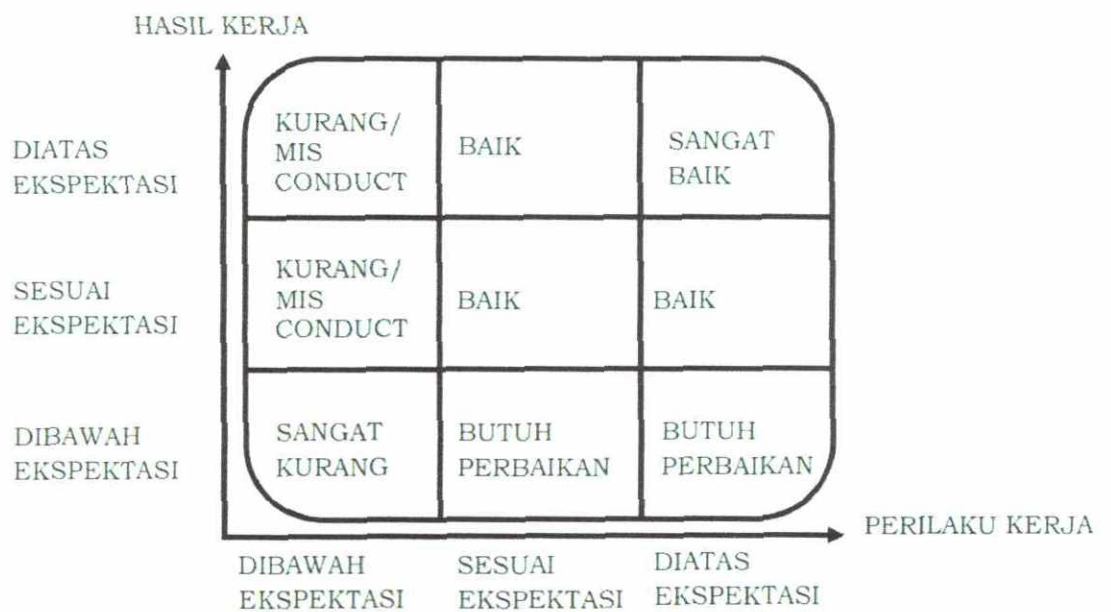 HASIL KERJA
DIATAS
EKSPEKTASI
KURANG/
MIS
CONDUCT
BAIK
SANGAT
BAIK
SESUAI
EKSPEKTASI
KURANG/
MIS
CONDUCT
BAIK
BAIK
DIBAWAH
EKSPEKTASI
SANGAT
KURANG
BUTUH
PERBAIKAN
BUTUH
PERBAIKAN
PERILAKU KERJA
DIBAWAH
EKSPEKTASI
SESUAI
EKSPEKTASI
DIATAS
EKSPEKTASI